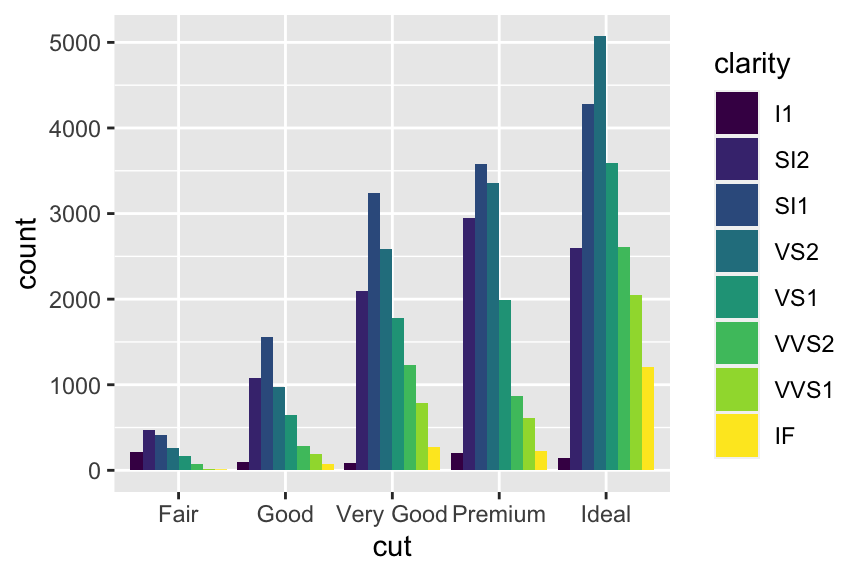 5000
4000
3000
2000
1000
0
count
Fair
Good
Very Good
Premium
Ideal
cut
clarity
I1
SI2
SI1
VS2
VS1
VVS2
VVS1
IF